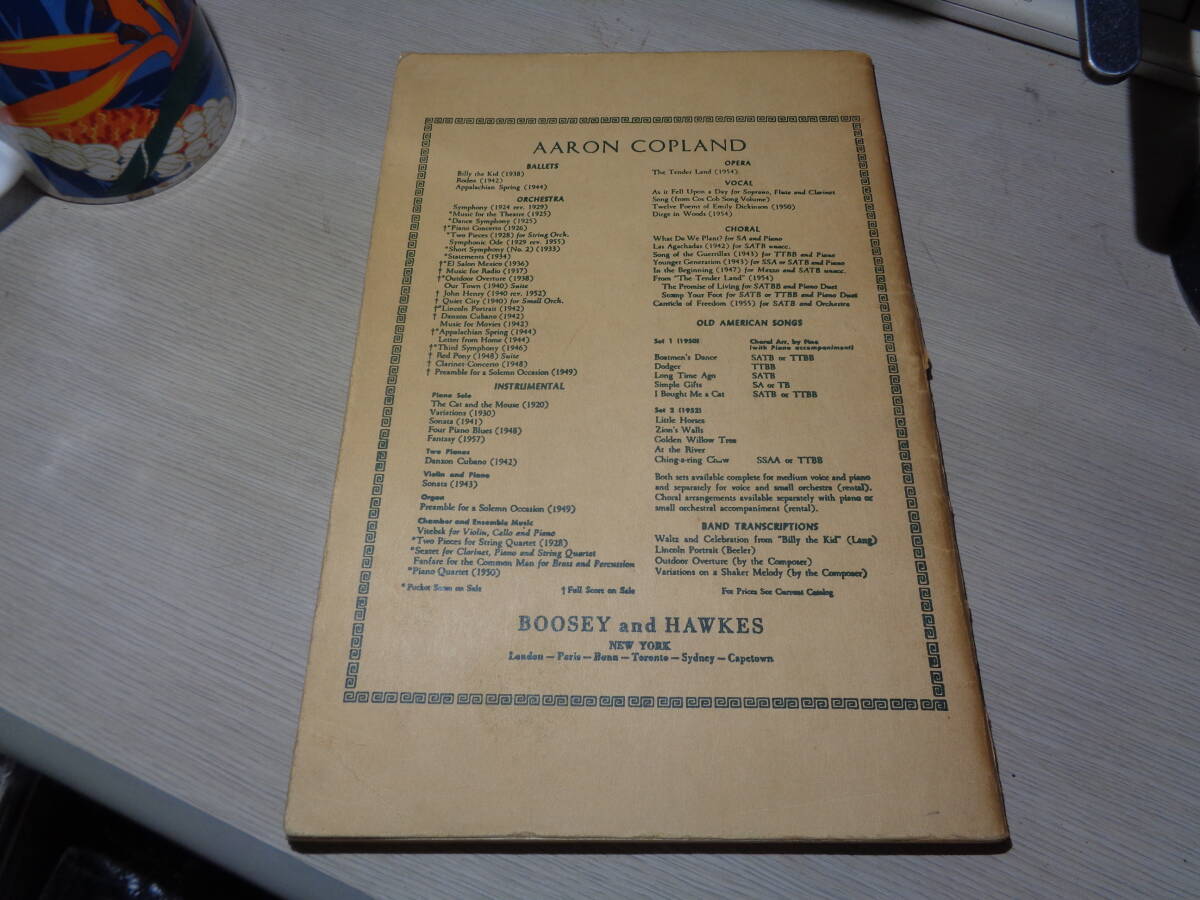 AARON COPLAND
BALLETS
Billy the Kid (1938)
Rodeo (1942)
Appalachian Spring (1944)
ORCHESTRA
Symphony (1924 rev. 1929)
*Music for the Theatre (1925)
*Dance Symphony (1925)
†*Piano Concerto (1926)
*Two Pieces (1928) for String Orch.
Symphonic Ode (1929 rev. 1955)
*Short Symphony (No. 2) (1933)
*Statements (1934)
†*El Salon Mexico (1936)
† Music for Radio (1937)
†*Outdoor Overture (1938)
Our Town (1940) Suite
† John Henry (1940 rev. 1952)
† Quiet City (1940) for Small Orch.
†*Lincoln Portrait (1942)
† Danzon Cubano (1942)
Music for Movies (1942)
†*Appalachian Spring (1944)
Letter from Home (1944)
†*Third Symphony (1946)
† Red Pony (1948) Suite
† Clarinet Concerto (1948)
† Preamble for a Solemn Occasion (1949)
INSTRUMENTAL
Piano Solo
The Cat and the Mouse (1920)
Variations (1930)
Sonata (1941)
Four Piano Blues (1948)
Fantasy (1957)
Two Pianos
Danzon Cubano (1942)
Violin and Piano
Sonata (1943)
Organ
Preamble for a Solemn Occasion (1949)
Chamber and Ensemble Music
Vitebsk for Violin, Cello and Piano
*Two Pieces for String Quartet (1928)
*Sextet for Clarinet, Piano and String Quartet
Fanfare for the Common Man for Brass and Percussion
*Piano Quartet (1950)
OPERA
The Tender Land (1954)
VOCAL
As it Fell Upon a Day for Soprano, Flute and Clarinet
Song (from Cos Cob Song Volume)
Twelve Poems of Emily Dickinson (1950)
Dirge in Woods (1954)
CHORAL
What Do We Plant? for SA and Piano
Las Agachadas (1942) for SATB unacc.
Song of the Guerrillas (1943) for TTBB and Piano
Younger Generation (1943) for SSA or SATB and Piano
In the Beginning (1947) for Mezzo and SATB unacc.
From "The Tender Land" (1954)
The Promise of Living for SATBB and Piano Duet
Stomp Your Foot for SATB or TTBB and Piano Duet
Canticle of Freedom (1955) for SATB and Orchestra
OLD AMERICAN SONGS
Set 1 (1950) Choral Arr. by Fine
(with Piano accompaniment)
Boatmen's Dance SATB or TTBB
Dodger TTBB
Long Time Ago SATB
Simple Gifts SA or TB
I Bought Me a Cat SATB or TTBB
Set 2 (1952)
Little Horses
Zion's Walls
Golden Willow Tree
At the River
Ching-a-ring Chaw SSAA or TTBB
Both sets available complete for medium voice and piano
and separately for voice and small orchestra (rental).
Choral arrangements available separately with piano or
small orchestral accompaniment (rental).
BAND TRANSCRIPTIONS
Waltz and Celebration from "Billy the Kid" (Lang)
Lincoln Portrait (Beeler)
Outdoor Overture (by the Composer)
Variations on a Shaker Melody (by the Composer)
*Pocket Score on Sale † Full Score on Sale For Prices See Current Catalog
BOOSEY and HAWKES
NEW YORK
London — Paris — Bonn — Toronto — Sydney — Capetown